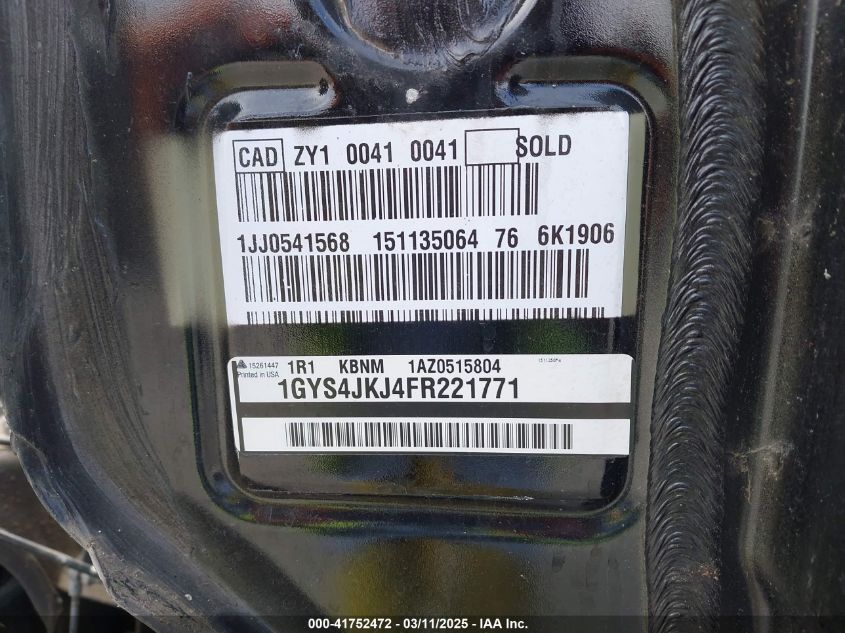 CAD ZY1 0041 0041 SOLD
1JJ0541568 151135064 76 6K1906
15261447 1R1 KBNM 1AZ0515804
Printed in USA
1GYS4JKJ4FR221771
000-41752472 - 03/11/2025 - IAA Inc.